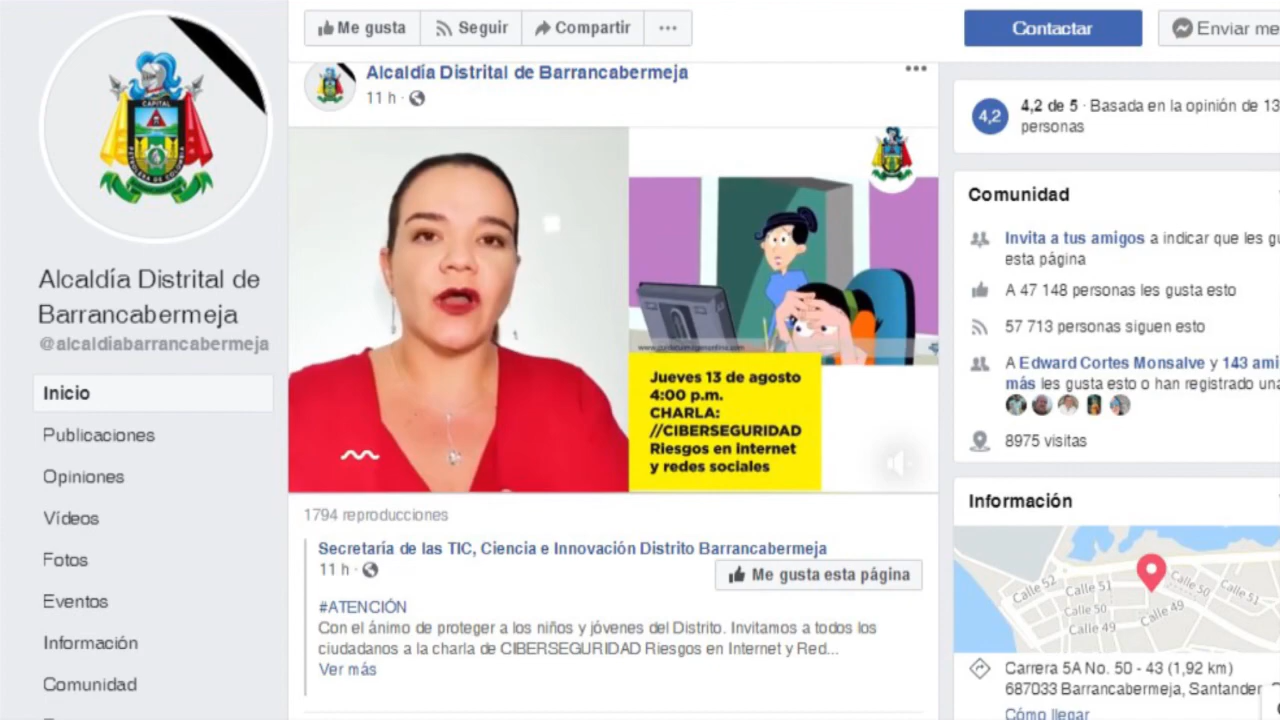 Me gusta
Seguir
Compartir
Contactar
Enviar me
CAPITAL
PETROLERA DE COLOMBIA
Alcaldía Distrital de
Barrancabermeja
@alcaldiabarrancabermeja
Inicio
Publicaciones
Opiniones
Vídeos
Fotos
Eventos
Información
Comunidad
Alcaldía Distrital de Barrancabermeja
11 h ·
Jueves 13 de agosto
4:00 p.m.
CHARLA:
//CIBERSEGURIDAD
Riesgos en internet
y redes sociales
1794 reproducciones
Secretaría de las TIC, Ciencia e Innovación Distrito Barrancabermeja
11 h ·
Me gusta esta página
#ATENCIÓN
Con el ánimo de proteger a los niños y jóvenes del Distrito. Invitamos a todos los
ciudadanos a la charla de CIBERSEGURIDAD Riesgos en Internet y Red...
Ver más
4,2
4,2 de 5 · Basada en la opinión de 13
personas
Comunidad
Invita a tus amigos a indicar que les gu
esta página
A 47 148 personas les gusta esto
57 713 personas siguen esto
A Edward Cortes Monsalve y 143 ami
más les gusta esto o han registrado una
8975 visitas
Información
Calle 52
Calle 51
Calle 50
Calle 49
Calle 49
Calle 50
Calle 51
Carrera 5A No. 50 - 43 (1,92 km)
687033 Barrancabermeja, Santander
Cómo llegar